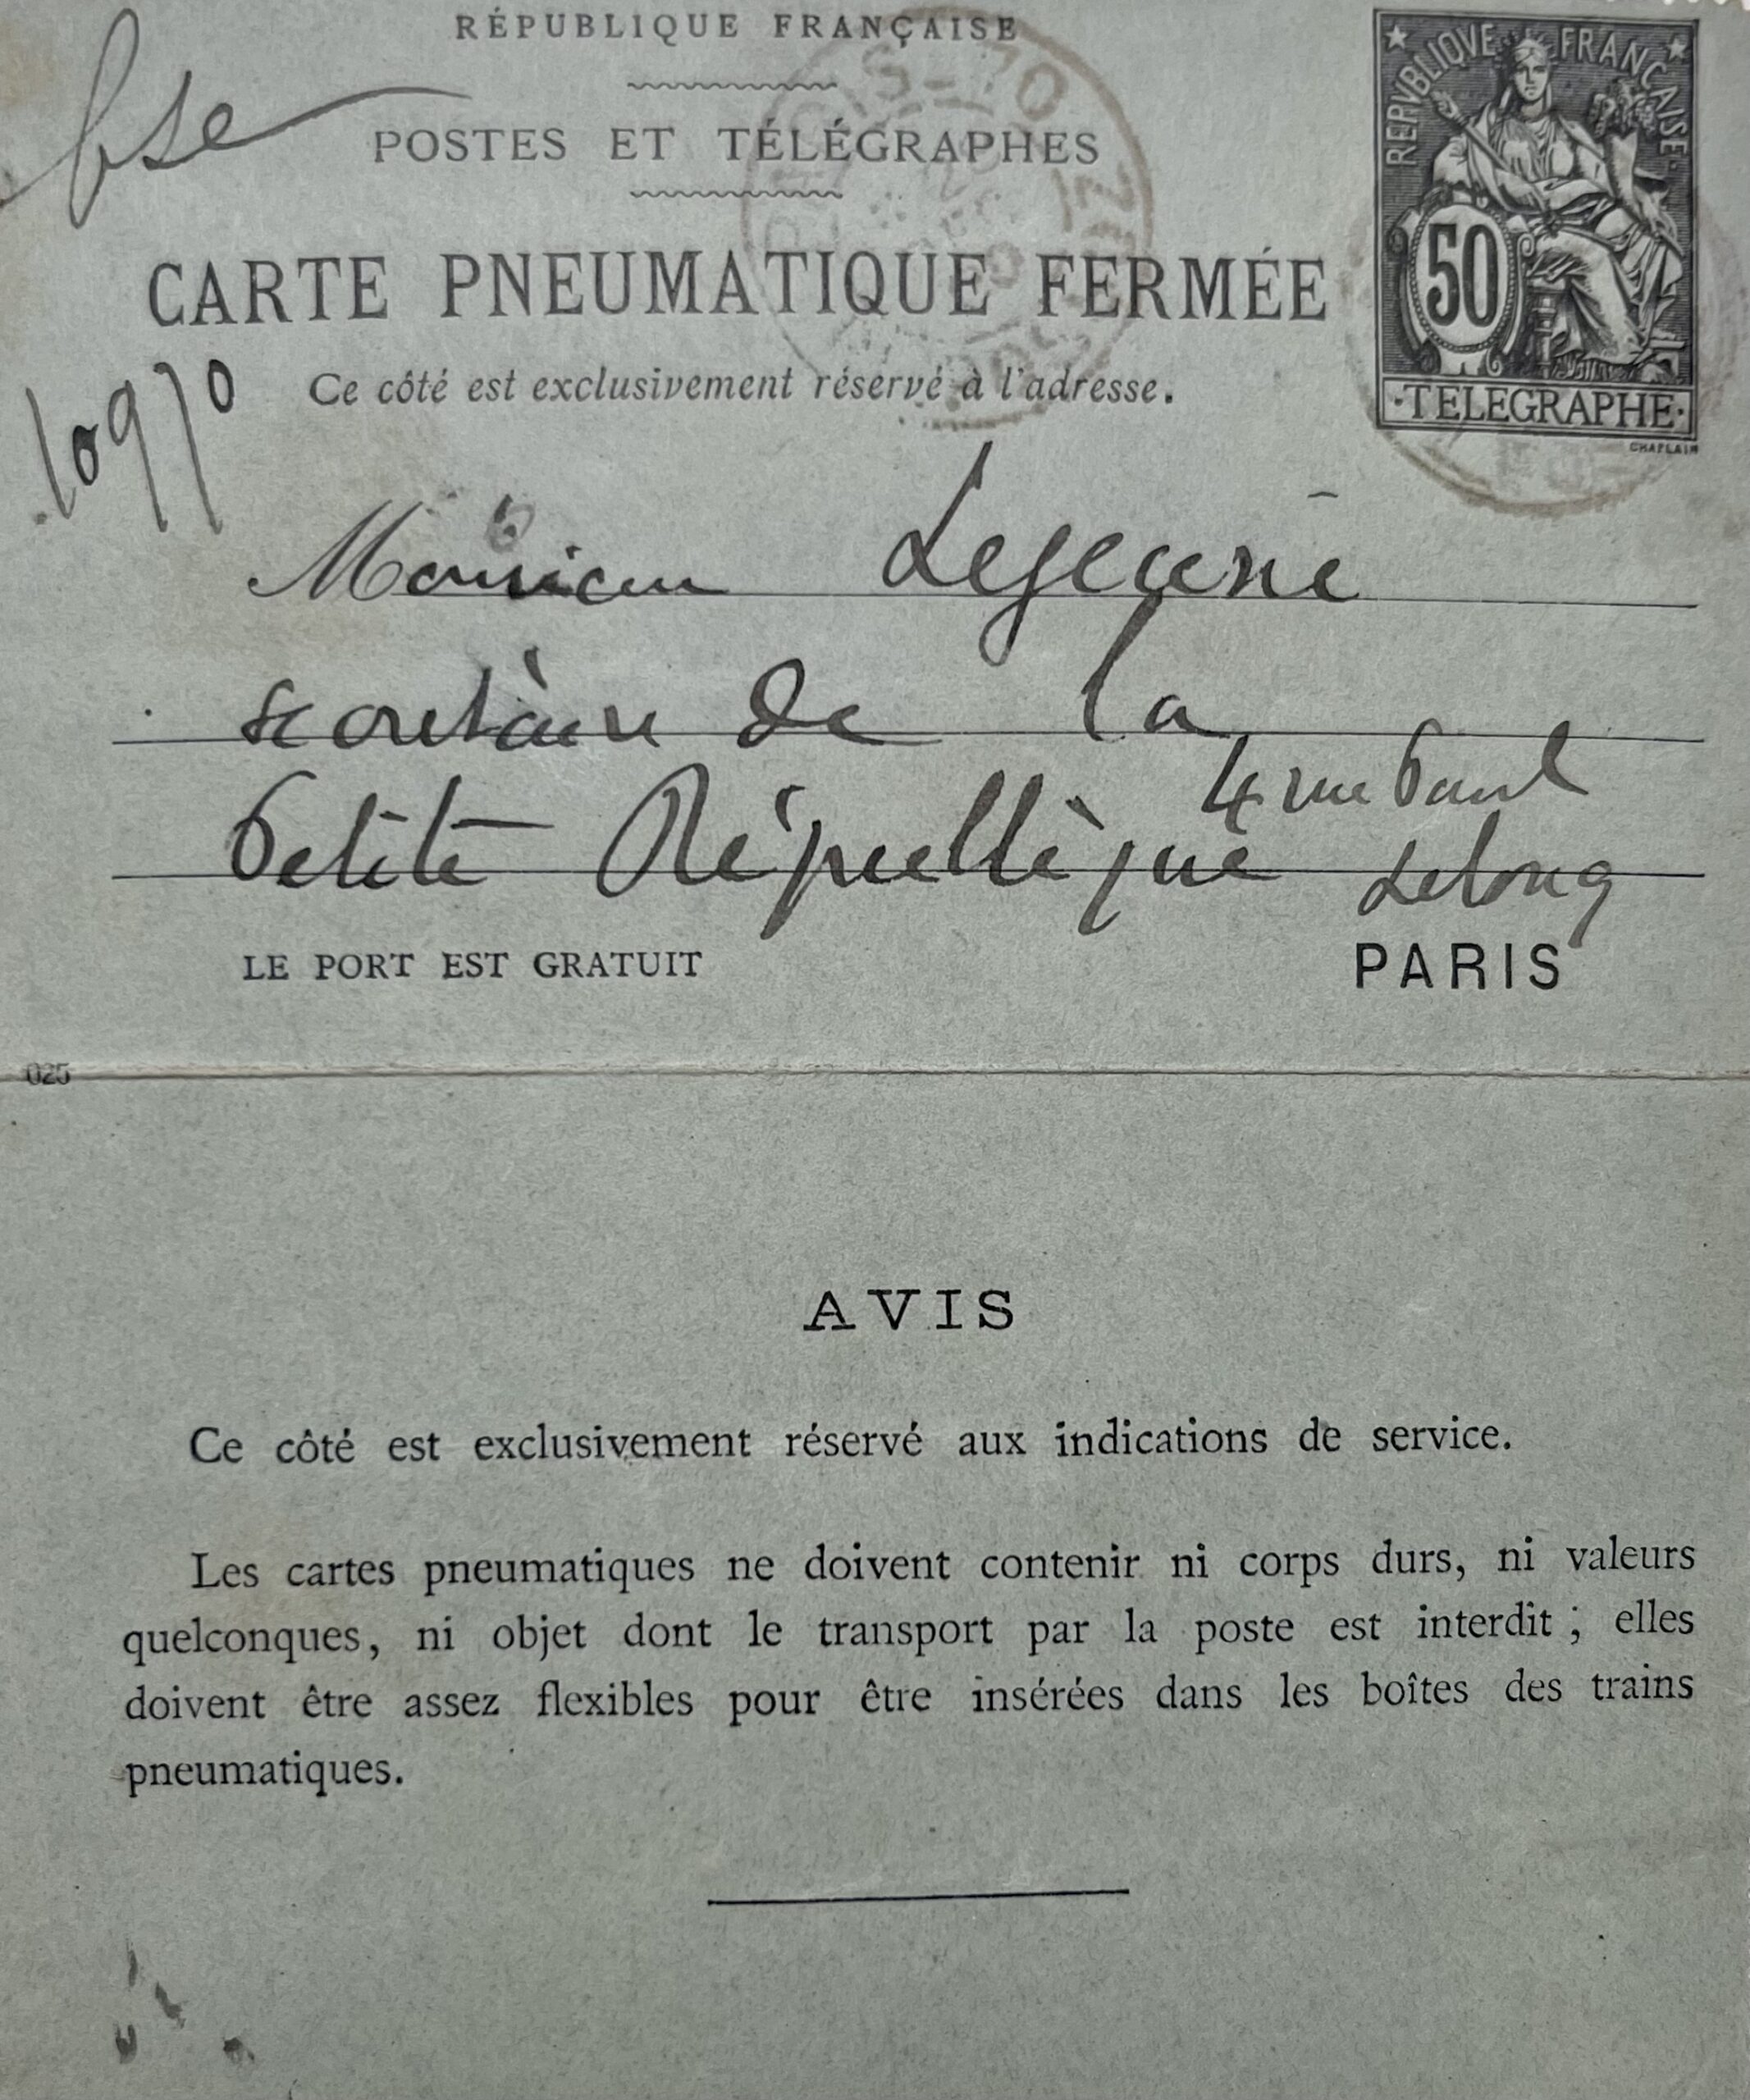 RÉPUBLIQUE FRANÇAISE
bse
POSTES ET TÉLÉGRAPHES
REPVBLIQVE FRANÇAISE
50
·TELEGRAPHE·
CHAPLAIN
CARTE PNEUMATIQUE FERMÉE
Ce côté est exclusivement réservé à l'adresse.
Monsieur Lejeune
secrétaire de la
Petite République 4 rue Paul
Lelong
LE PORT EST GRATUIT PARIS
025
AVIS
Ce côté est exclusivement réservé aux indications de service.
Les cartes pneumatiques ne doivent contenir ni corps durs, ni valeurs
quelconques, ni objet dont le transport par la poste est interdit ; elles
doivent être assez flexibles pour être insérées dans les boîtes des trains
pneumatiques.